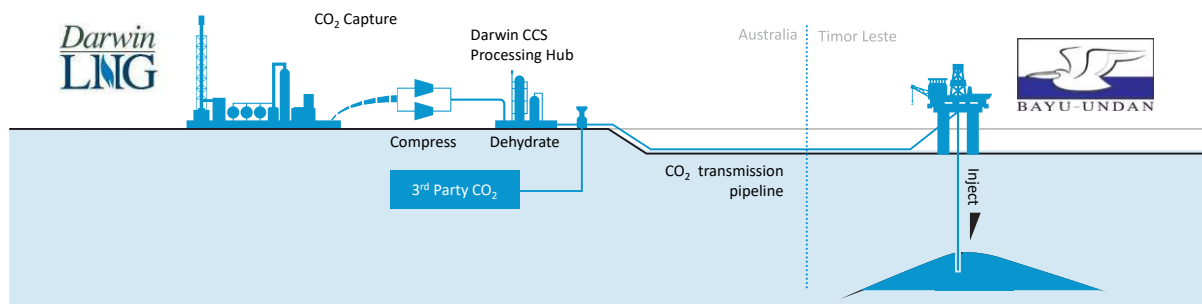 Darwin
LNG
CO₂ Capture
Darwin CCS
Processing Hub
Australia
Timor Leste
BAYU-UNDAN
Compress
Dehydrate
3rd Party CO₂
CO₂ transmission
pipeline
Inject